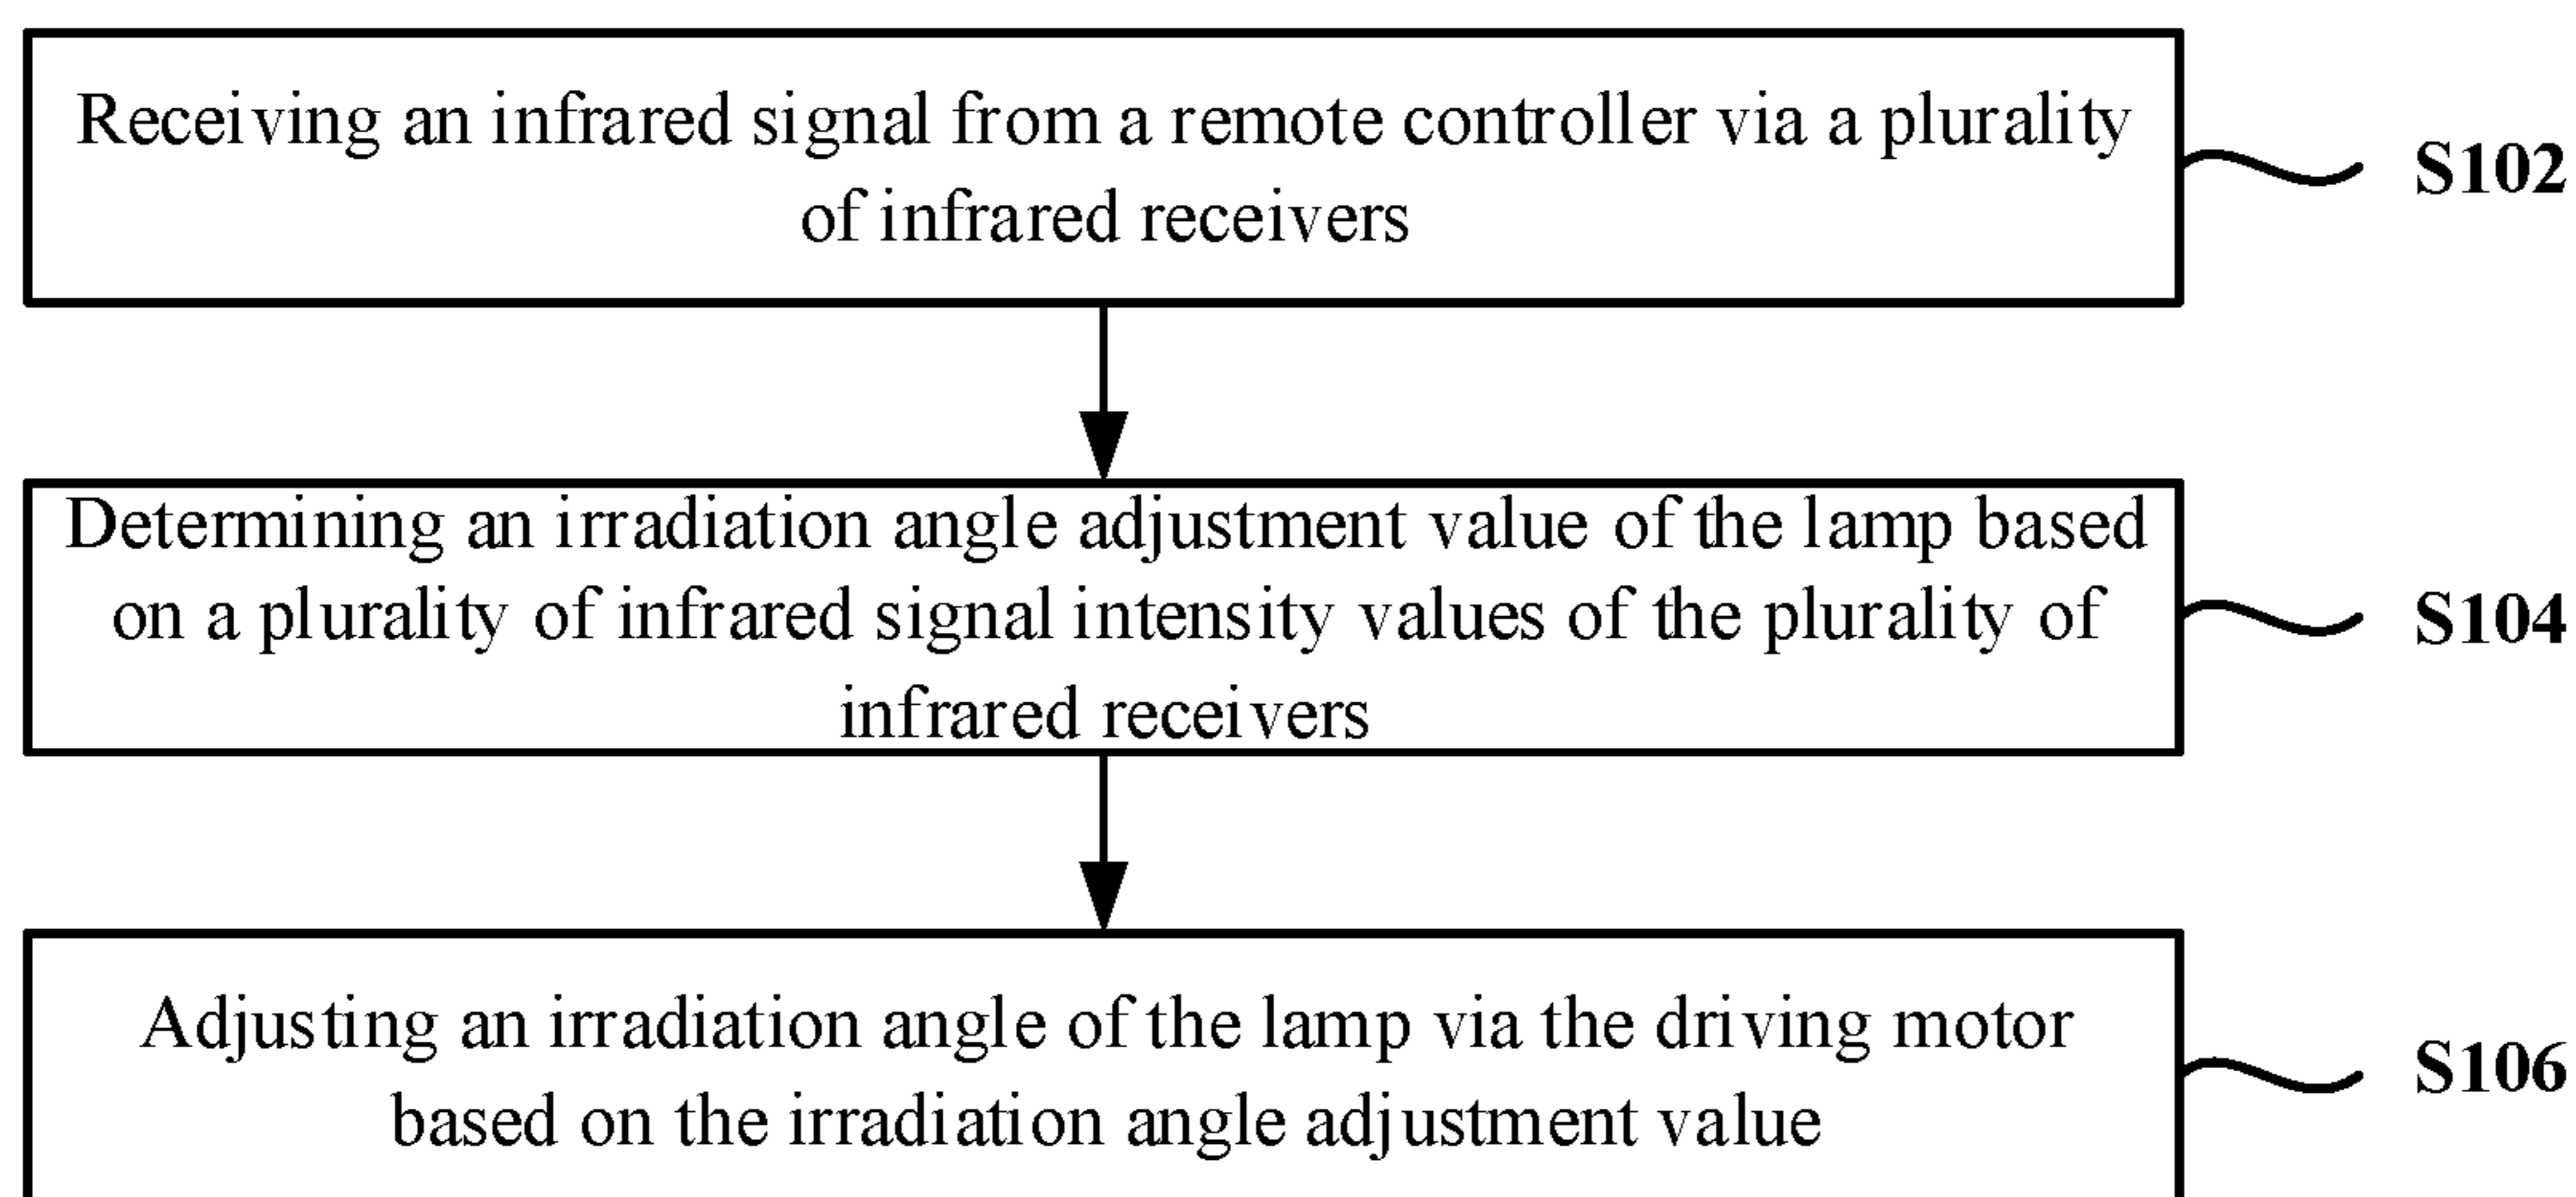 Receiving an infrared signal from a remote controller via a plurality
of infrared receivers
S102
Determining an irradiation angle adjustment value of the lamp based
on a plurality of infrared signal intensity values of the plurality of
infrared receivers
S104
Adjusting an irradiation angle of the lamp via the driving motor
based on the irradiation angle adjustment value
S106